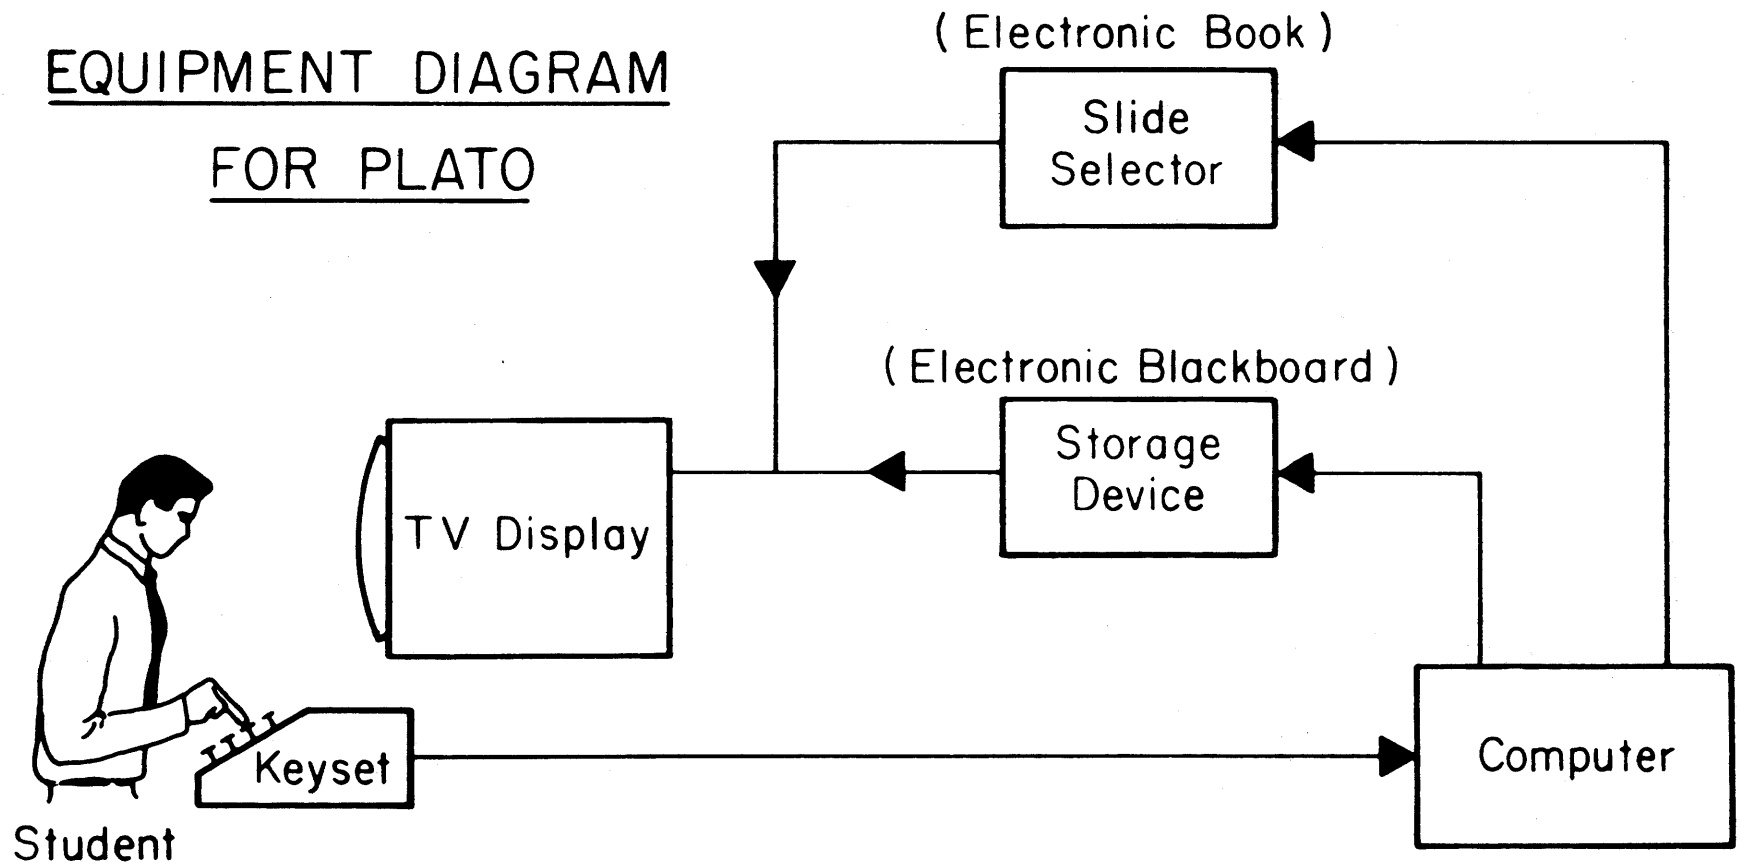 EQUIPMENT DIAGRAM
FOR PLATO
( Electronic Book )
Slide
Selector
( Electronic Blackboard )
Storage
Device
TV Display
Keyset
Computer
Student